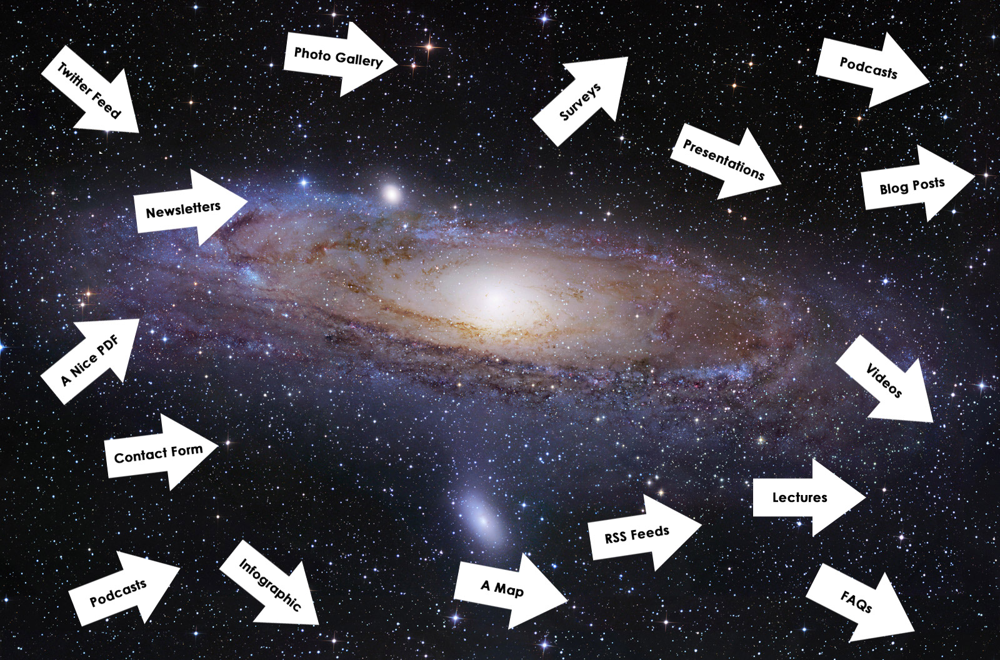 Photo Gallery
Podcasts
Twitter Feed
Surveys
Presentations
Blog Posts
Newsletters
A Nice PDF
Videos
Contact Form
Lectures
RSS Feeds
Podcasts
Infographic
A Map
FAQs